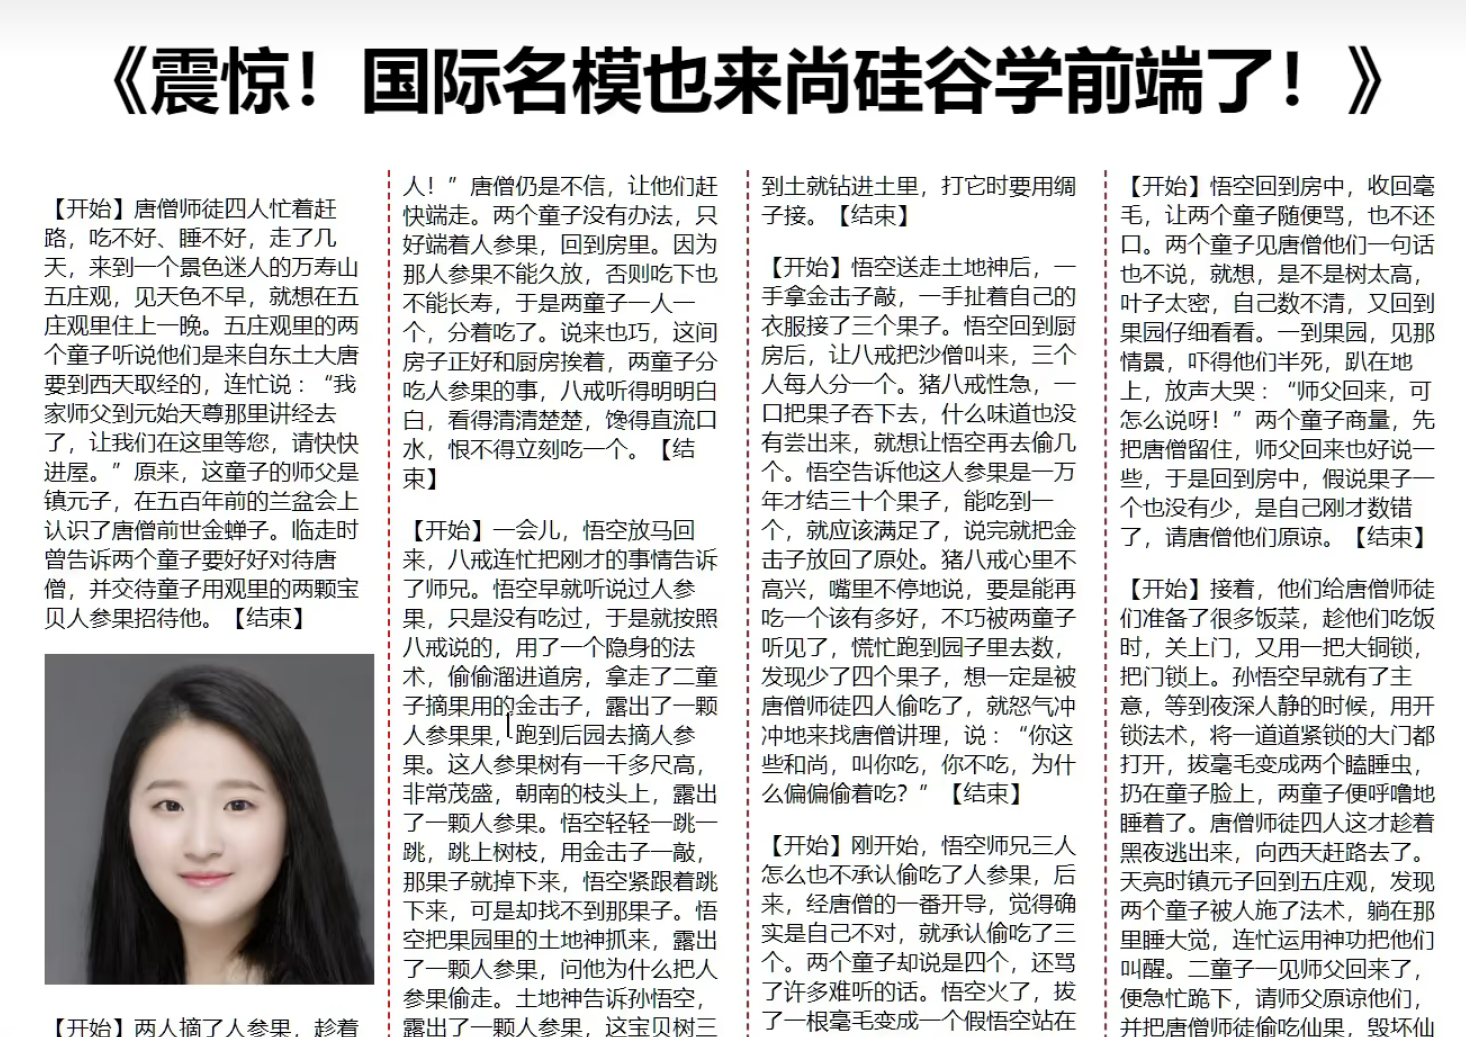 《震惊！国际名模也来尚硅谷学前端了！》
【开始】唐僧师徒四人忙着赶
路，吃不好、睡不好，走了几
天，来到一个景色迷人的万寿山
五庄观，见天色不早，就想在五
庄观里住上一晚。五庄观里的两
个童子听说他们是来自东土大唐
要到西天取经的，连忙说：“我
家师父到元始天尊那里讲经去
了，让我们在这里等您，请快快
进屋。”原来，这童子的师父是
镇元子，在五百年前的兰盆会上
认识了唐僧前世金蝉子。临走时
曾告诉两个童子要好好对待唐
僧，并交待童子用观里的两颗宝
贝人参果招待他。【结束】
【开始】两人摘了人参果，趁着
人！”唐僧仍是不信，让他们赶
快端走。两个童子没有办法，只
好端着人参果，回到房里。因为
那人参果不能久放，否则吃下也
不能长寿，于是两童子一人一
个，分着吃了。说来也巧，这间
房子正好和厨房挨着，两童子分
吃人参果的事，八戒听得明明白
白，看得清清楚楚，馋得直流口
水，恨不得立刻吃一个。【结
束】
【开始】一会儿，悟空放马回
来，八戒连忙把刚才的事情告诉
了师兄。悟空早就听说过人参
果，只是没有吃过，于是就按照
八戒说的，用了一个隐身的法
术，偷偷溜进道房，拿走了二童
子摘果用的金击子，露出了一颗
人参果果，跑到后园去摘人参
果。这人参果树有一千多尺高，
非常茂盛，朝南的枝头上，露出
了一颗人参果。悟空轻轻一跳一
跳，跳上树枝，用金击子一敲，
那果子就掉下来，悟空紧跟着跳
下来，可是却找不到那果子。悟
空把果园里的土地神抓来，露出
了一颗人参果，问他为什么把人
参果偷走。土地神告诉孙悟空，
露出了一颗人参果，这宝贝树三
到土就钻进土里，打它时要用绸
子接。【结束】
【开始】悟空送走土地神后，一
手拿金击子敲，一手扯着自己的
衣服接了三个果子。悟空回到厨
房后，让八戒把沙僧叫来，三个
人每人分一个。猪八戒性急，一
口把果子吞下去，什么味道也没
有尝出来，就想让悟空再去偷几
个。悟空告诉他这人参果是一万
年才结三十个果子，能吃到一
个，就应该满足了，说完就把金
击子放回了原处。猪八戒心里不
高兴，嘴里不停地说，要是能再
吃一个该有多好，不巧被两童子
听见了，慌忙跑到园子里去数，
发现少了四个果子，想一定是被
唐僧师徒四人偷吃了，就怒气冲
冲地来找唐僧讲理，说：“你这
些和尚，叫你吃，你不吃，为什
么偏偏偷着吃？”【结束】
【开始】刚开始，悟空师兄三人
怎么也不承认偷吃了人参果，后
来，经唐僧的一番开导，觉得确
实是自己不对，就承认偷吃了三
个。两个童子却说是四个，还骂
了许多难听的话。悟空火了，拔
了一根毫毛变成一个假悟空站在
【开始】悟空回到房中，收回毫
毛，让两个童子随便骂，也不还
口。两个童子见唐僧他们一句话
也不说，就想，是不是树太高，
叶子太密，自己数不清，又回到
果园仔细看看。一到果园，见那
情景，吓得他们半死，趴在地
上，放声大哭：“师父回来，可
怎么说呀！”两个童子商量，先
把唐僧留住，师父回来也好说一
些，于是回到房中，假说果子一
个也没有少，是自己刚才数错
了，请唐僧他们原谅。【结束】
【开始】接着，他们给唐僧师徒
们准备了很多饭菜，趁他们吃饭
时，关上门，又用一把大铜锁，
把门锁上。孙悟空早就有了主
意，等到夜深人静的时候，用开
锁法术，将一道道紧锁的大门都
打开，拔毫毛变成两个瞌睡虫，
扔在童子脸上，两童子便呼噜地
睡着了。唐僧师徒四人这才趁着
黑夜逃出来，向西天赶路去了。
天亮时镇元子回到五庄观，发现
两个童子被人施了法术，躺在那
里睡大觉，连忙运用神功把他们
叫醒。二童子一见师父回来了，
便急忙跪下，请师父原谅他们，
并把唐僧师徒偷吃仙果，毁坏仙